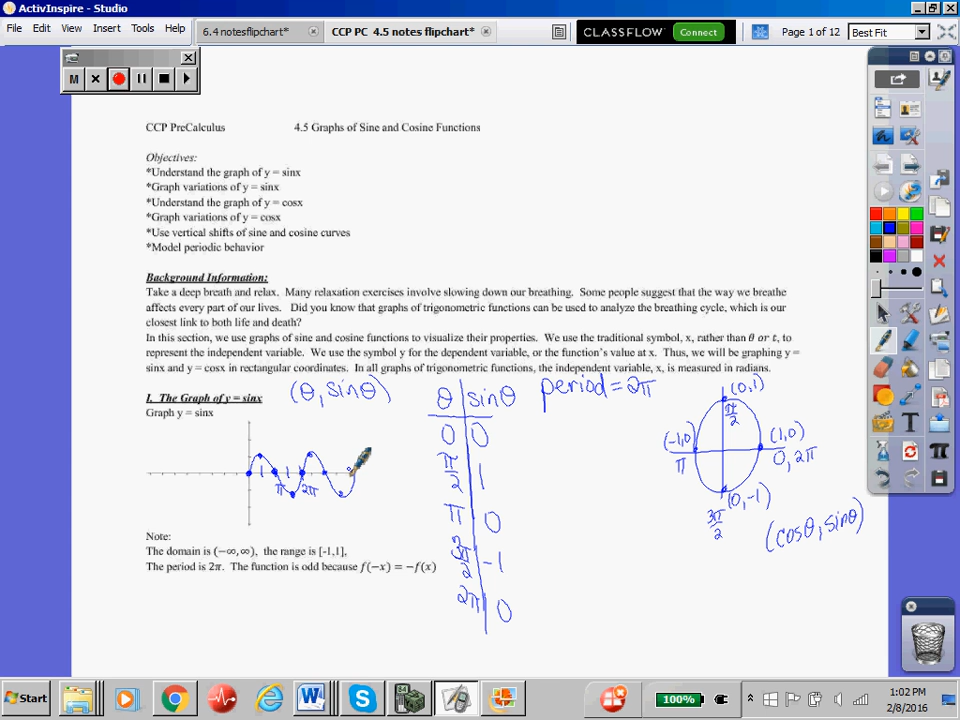 ActivInspire - Studio
File Edit View Insert Tools Help
6.4 notesflipchart*
CCP PC 4.5 notes flipchart*
CLASSFLOW Connect
Page 1 of 12
Best Fit
M
CCP PreCalculus 4.5 Graphs of Sine and Cosine Functions
Objectives:
*Understand the graph of y = sinx
*Graph variations of y = sinx
*Understand the graph of y = cosx
*Graph variations of y = cosx
*Use vertical shifts of sine and cosine curves
*Model periodic behavior
Background Information:
Take a deep breath and relax. Many relaxation exercises involve slowing down our breathing. Some people suggest that the way we breathe
affects every part of our lives. Did you know that graphs of trigonometric functions can be used to analyze the breathing cycle, which is our
closest link to both life and death?
In this section, we use graphs of sine and cosine functions to visualize their properties. We use the traditional symbol, x, rather than θ or t, to
represent the independent variable. We use the symbol y for the dependent variable, or the function's value at x. Thus, we will be graphing y =
sinx and y = cosx in rectangular coordinates. In all graphs of trigonometric functions, the independent variable, x, is measured in radians.
I. The Graph of y = sinx
Graph y = sinx
(θ, sinθ)
π 2π
θ sinθ
0 0
π/2 1
π 0
3π/2 -1
2π 0
period = 2π
(0,1)
π/2
(-1,0)
π
(1,0)
0, 2π
(0,-1)
3π/2
(cosθ, sinθ)
Note:
The domain is (−∞,∞), the range is [-1,1],
The period is 2π. The function is odd because f(−x) = −f(x)
Start
100%
1:02 PM
2/8/2016